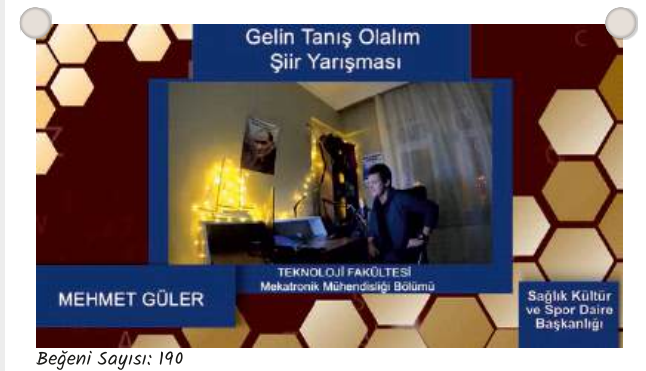 Gelin Tanış Olalım
Şiir Yarışması
TEKNOLOJİ FAKÜLTESİ
Mekatronik Mühendisliği Bölümü
MEHMET GÜLER
Sağlık Kültür
ve Spor Daire
Başkanlığı
Beğeni Sayısı: 190